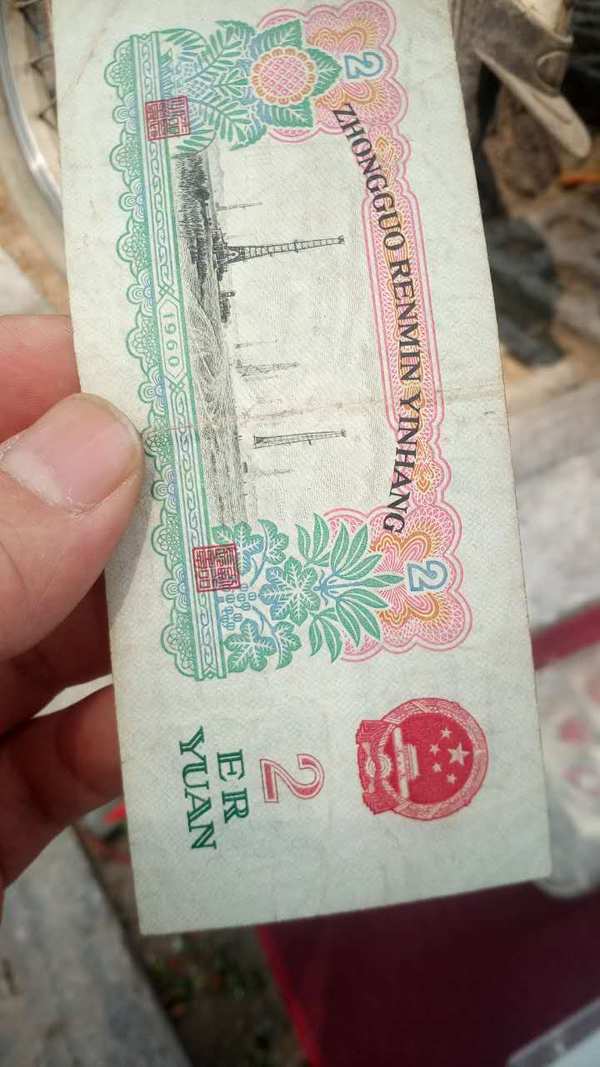 2
ZHONGGUO RENMIN YINHANG
2
1960
2
ER
YUAN